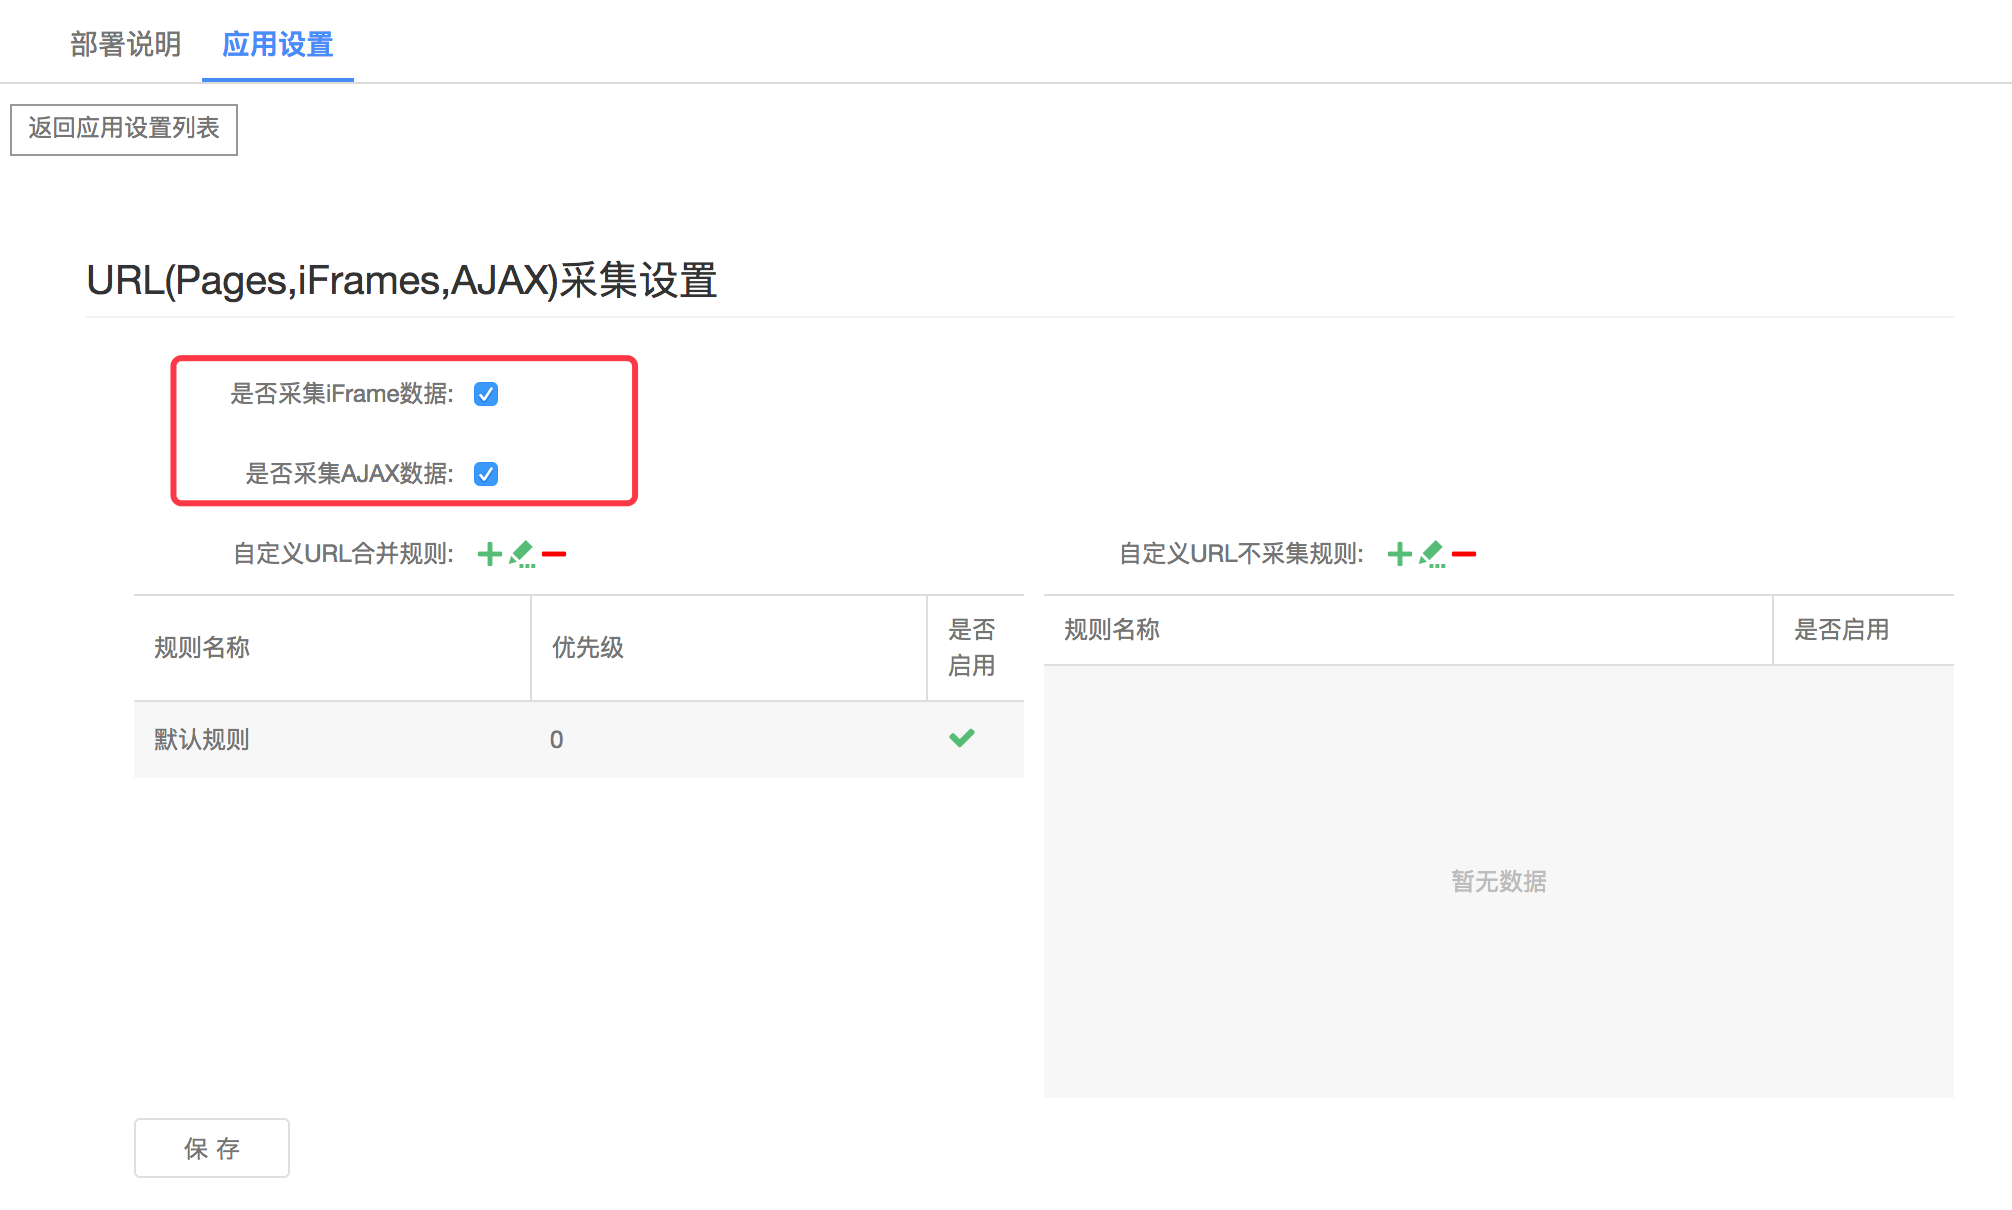 部署说明 应用设置
返回应用设置列表
URL(Pages,iFrames,AJAX)采集设置
是否采集iFrame数据:
是否采集AJAX数据:
自定义URL合并规则:
规则名称 优先级 是否
启用
默认规则 0
自定义URL不采集规则:
规则名称 是否启用
暂无数据
保 存